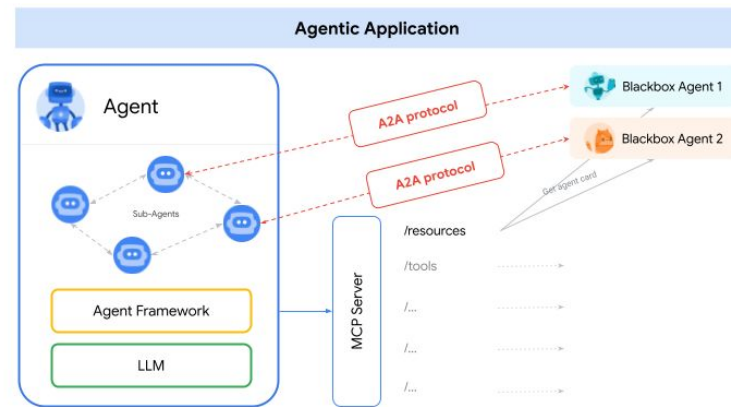 Agentic Application
Agent
Sub-Agents
Agent Framework
LLM
A2A protocol
A2A protocol
MCP Server
/resources
/tools
/...
/...
/...
Get agent card
Blackbox Agent 1
Blackbox Agent 2